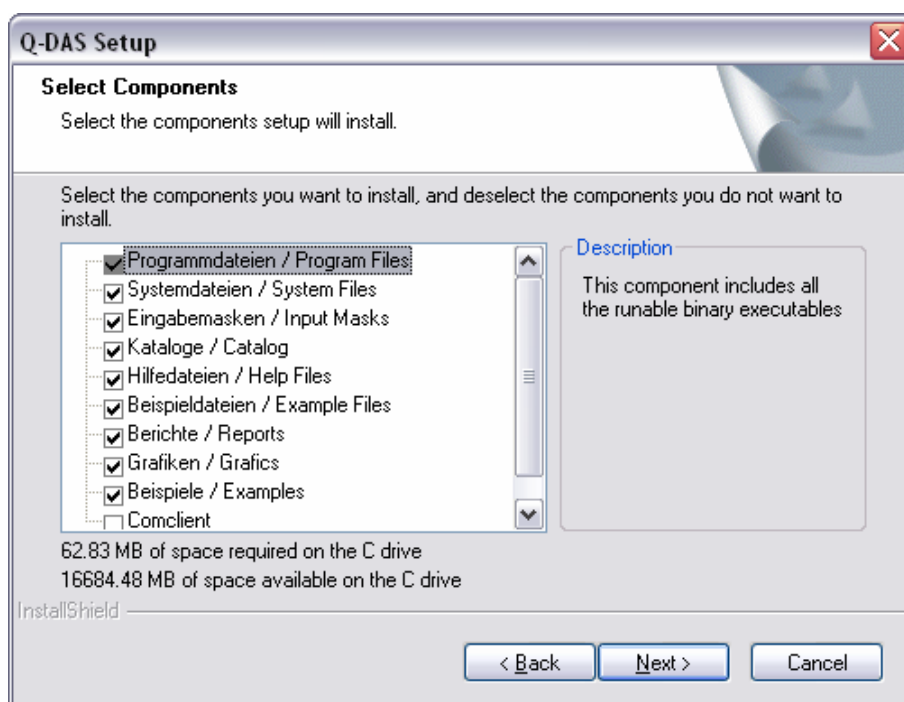 Q-DAS Setup
Select Components
Select the components setup will install.
Select the components you want to install, and deselect the components you do not want to
install.
Programmdateien / Program Files
Systemdateien / System Files
Eingabemasken / Input Masks
Kataloge / Catalog
Hilfedateien / Help Files
Beispieldateien / Example Files
Berichte / Reports
Grafiken / Grafics
Beispiele / Examples
Comclient
Description
This component includes all
the runable binary executables
62.83 MB of space required on the C drive
16684.48 MB of space available on the C drive
InstallShield
< Back
Next >
Cancel